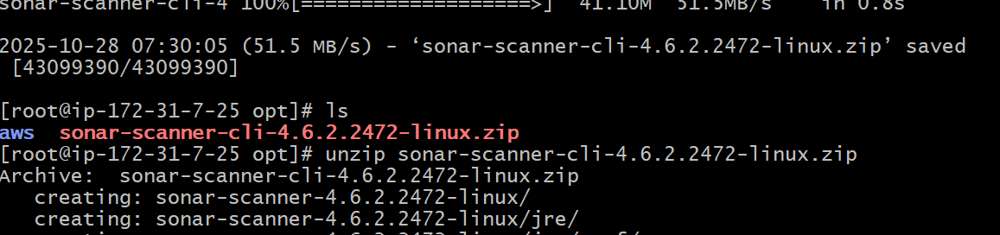 sonar-scanner-cli-4 100%[===================>]  41.10M  51.5MB/s    in 0.8s
2025-10-28 07:30:05 (51.5 MB/s) - ‘sonar-scanner-cli-4.6.2.2472-linux.zip’ saved
[43099390/43099390]
[root@ip-172-31-7-25 opt]# ls
aws  sonar-scanner-cli-4.6.2.2472-linux.zip
[root@ip-172-31-7-25 opt]# unzip sonar-scanner-cli-4.6.2.2472-linux.zip
Archive:  sonar-scanner-cli-4.6.2.2472-linux.zip
   creating: sonar-scanner-4.6.2.2472-linux/
   creating: sonar-scanner-4.6.2.2472-linux/jre/